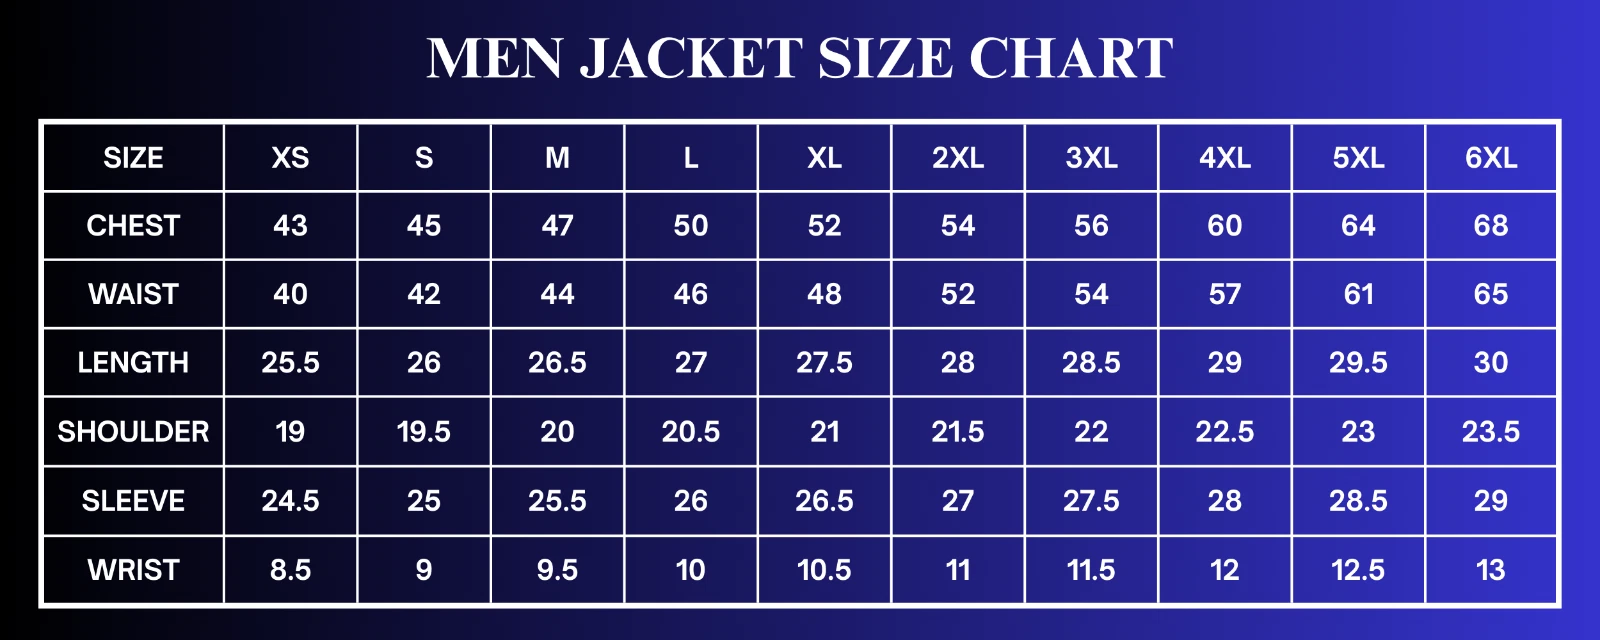 MEN JACKET SIZE CHART
SIZE XS S M L XL 2XL 3XL 4XL 5XL 6XL
CHEST 43 45 47 50 52 54 56 60 64 68
WAIST 40 42 44 46 48 52 54 57 61 65
LENGTH 25.5 26 26.5 27 27.5 28 28.5 29 29.5 30
SHOULDER 19 19.5 20 20.5 21 21.5 22 22.5 23 23.5
SLEEVE 24.5 25 25.5 26 26.5 27 27.5 28 28.5 29
WRIST 8.5 9 9.5 10 10.5 11 11.5 12 12.5 13